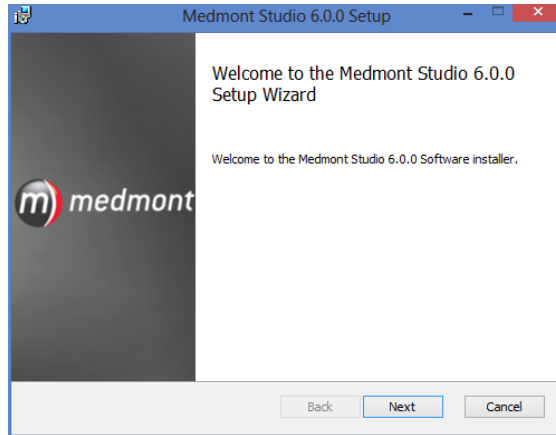 Medmont Studio 6.0.0 Setup
Welcome to the Medmont Studio 6.0.0
Setup Wizard
Welcome to the Medmont Studio 6.0.0 Software installer.
m) medmont
Back Next Cancel